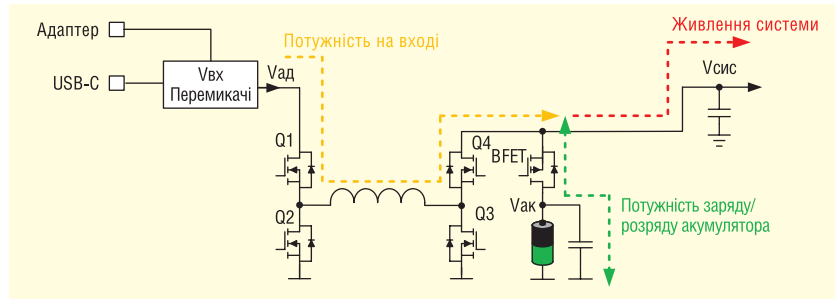 Адаптер
USB-C
Vвх
Перемикачі
Vад
Потужність на вході
Живлення системи
Vсис
Q1
Q2
Q4
Q3
BFET
Vак
Потужність заряду/
розряду акумулятора